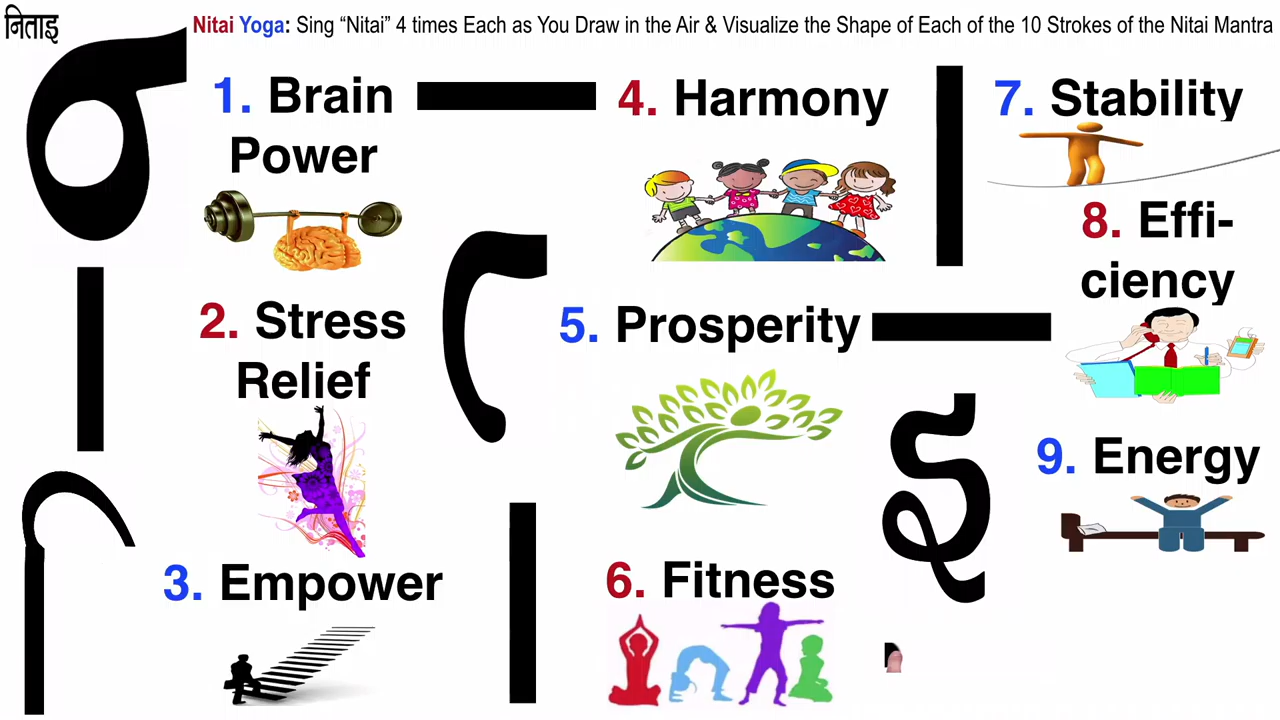 निताइ
Nitai Yoga: Sing “Nitai” 4 times Each as You Draw in the Air & Visualize the Shape of Each of the 10 Strokes of the Nitai Mantra
1. Brain
Power
2. Stress
Relief
3. Empower
4. Harmony
5. Prosperity
6. Fitness
7. Stability
8. Effi-
ciency
9. Energy